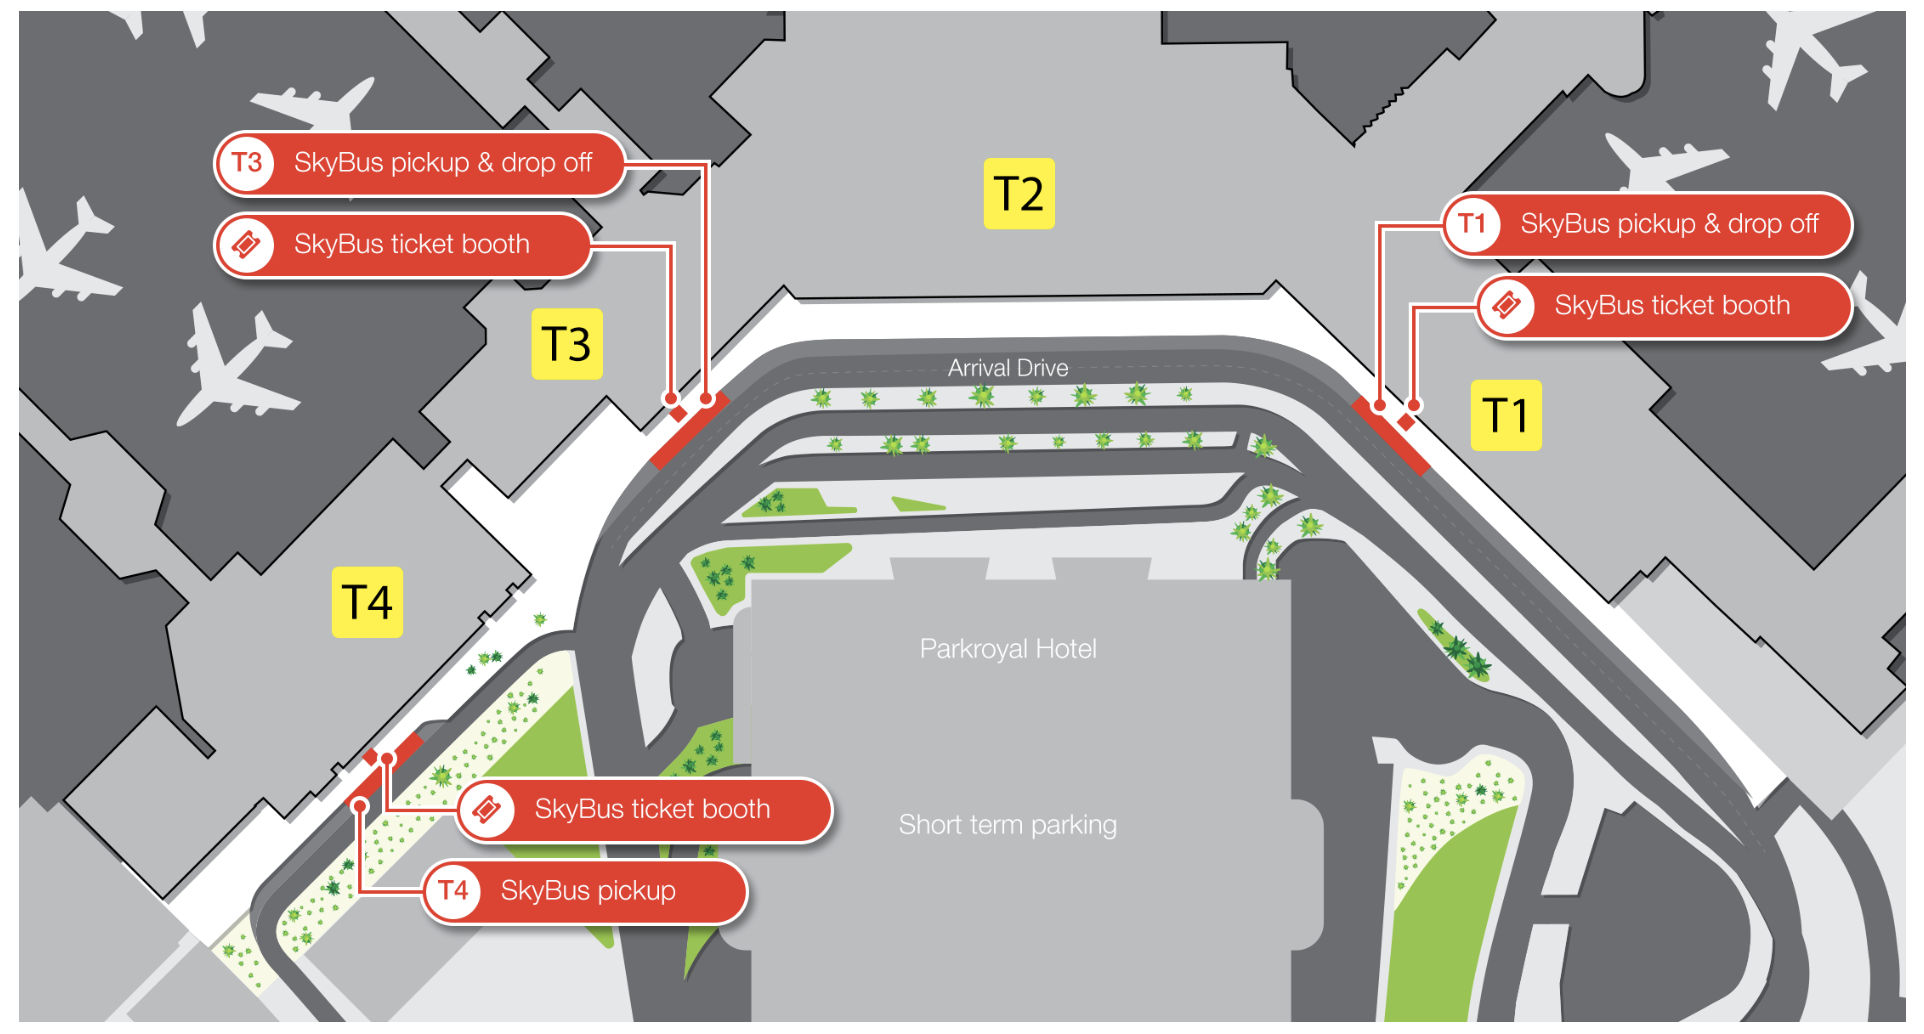 T3 SkyBus pickup & drop off
SkyBus ticket booth
T2
T1 SkyBus pickup & drop off
SkyBus ticket booth
T3
Arrival Drive
T1
T4
Parkroyal Hotel
SkyBus ticket booth
Short term parking
T4 SkyBus pickup